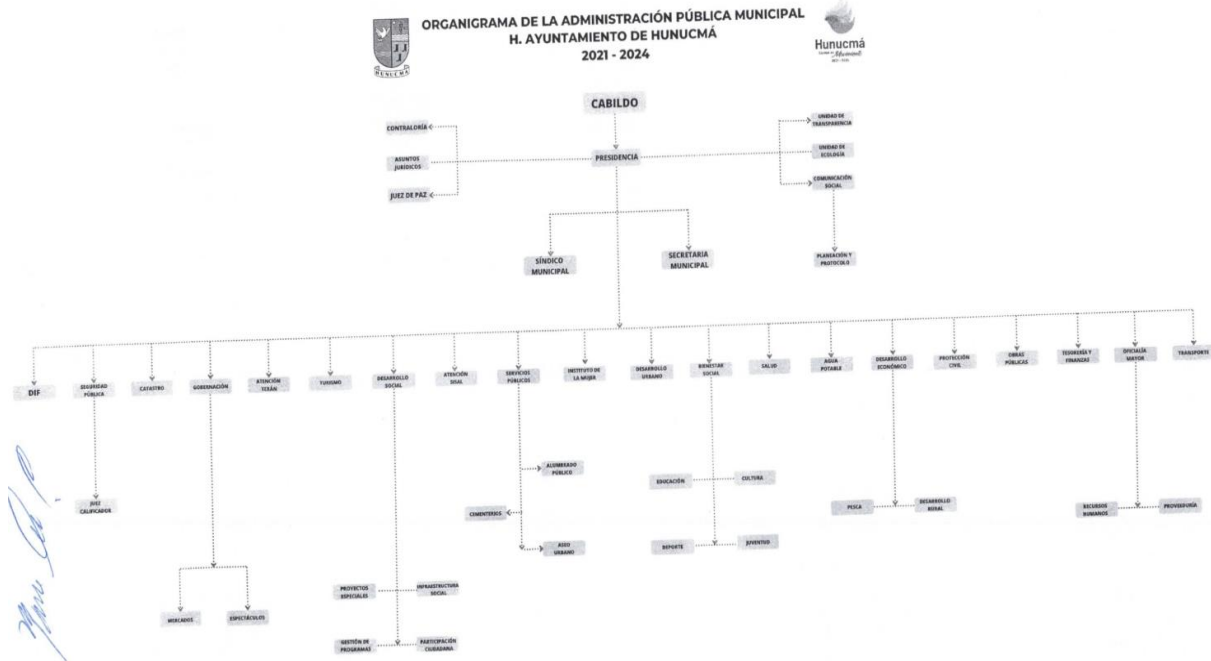 ORGANIGRAMA DE LA ADMINISTRACIÓN PÚBLICA MUNICIPAL
H. AYUNTAMIENTO DE HUNUCMÁ
2021 - 2024
HUNUCMÁ
Hunucmá
CABILDO
CONTRALORÍA
UNIDAD DE
TRANSPARENCIA
ASUNTOS
JURÍDICOS
PRESIDENCIA
UNIDAD DE
ECOLOGÍA
JUEZ DE PAZ
COMUNICACIÓN
SOCIAL
SÍNDICO
MUNICIPAL
SECRETARIA
MUNICIPAL
PLANEACIÓN Y
PROTOCOLO
DIF
SEGURIDAD
PÚBLICA
CATASTRO
GOBERNACIÓN
ATENCIÓN
TEXÁN
TURISMO
DESARROLLO
SOCIAL
ATENCIÓN
SISAL
SERVICIOS
PÚBLICOS
INSTITUTO DE
LA MUJER
DESARROLLO
URBANO
BIENESTAR
SOCIAL
SALUD
AGUA
POTABLE
DESARROLLO
ECONÓMICO
PROTECCIÓN
CIVIL
OBRAS
PÚBLICAS
TESORERÍA Y
FINANZAS
OFICIALÍA
MAYOR
TRANSPORTE
JUEZ
CALIFICADOR
ALUMBRADO
PÚBLICO
CEMENTERIOS
ASEO
URBANO
EDUCACIÓN
CULTURA
DEPORTE
JUVENTUD
PESCA
DESARROLLO
RURAL
RECURSOS
HUMANOS
PROVEEDURÍA
MERCADOS
ESPECTÁCULOS
PROYECTOS
ESPECIALES
INFRAESTRUCTURA
SOCIAL
GESTIÓN DE
PROGRAMAS
PARTICIPACIÓN
CIUDADANA